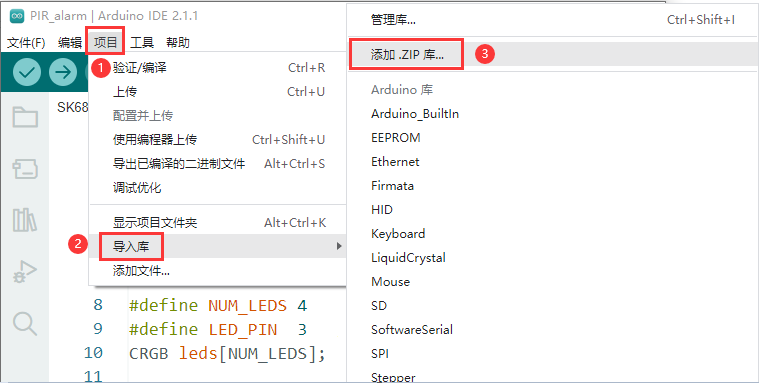 PIR_alarm | Arduino IDE 2.1.1
文件(F) 编辑 项目 工具 帮助
1
验证/编译 Ctrl+R
上传 Ctrl+U
配置并上传
使用编程器上传 Ctrl+Shift+U
导出已编译的二进制文件 Alt+Ctrl+S
调试优化
显示项目文件夹 Alt+Ctrl+K
2
导入库
添加文件...
管理库... Ctrl+Shift+I
添加 .ZIP 库...
3
Arduino 库
Arduino_BuiltIn
EEPROM
Ethernet
Firmata
HID
Keyboard
LiquidCrystal
Mouse
SD
SoftwareSerial
SPI
Stepper
SK68
8 #define NUM_LEDS 4
9 #define LED_PIN 3
10 CRGB leds[NUM_LEDS];